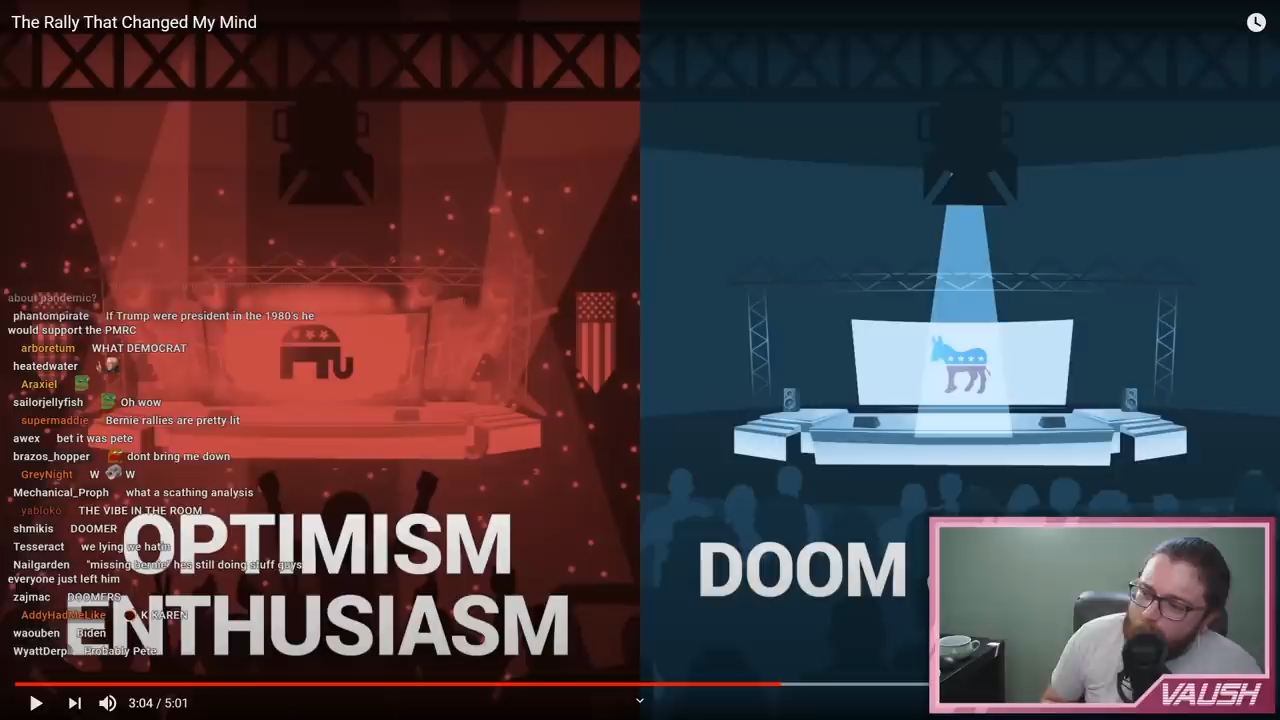 The Rally That Changed My Mind
about pandemic?
phantompirate If Trump were president in the 1980's he
would support the PMRC
arboretum WHAT DEMOCRAT
heatedwater
Araxiel
sailorjellyfish Oh wow
supermaddie Bernie rallies are pretty lit
awex bet it was pete
brazos_hopper dont bring me down
GreyNight W W
Mechanical_Proph what a scathing analysis
yabloko THE VIBE IN THE ROOM
shmikis DOOMER
Tesseract we lying we hatin
Nailgarden "missing bernie" hes still doing stuff guys
everyone just left him
zajmac DOOMERS
AddyHadMeLike K KAREN
waouben Biden
WyattDerp Probably Pete
OPTIMISM
ENTHUSIASM
DOOM
VAUSH
3:04 / 5:01